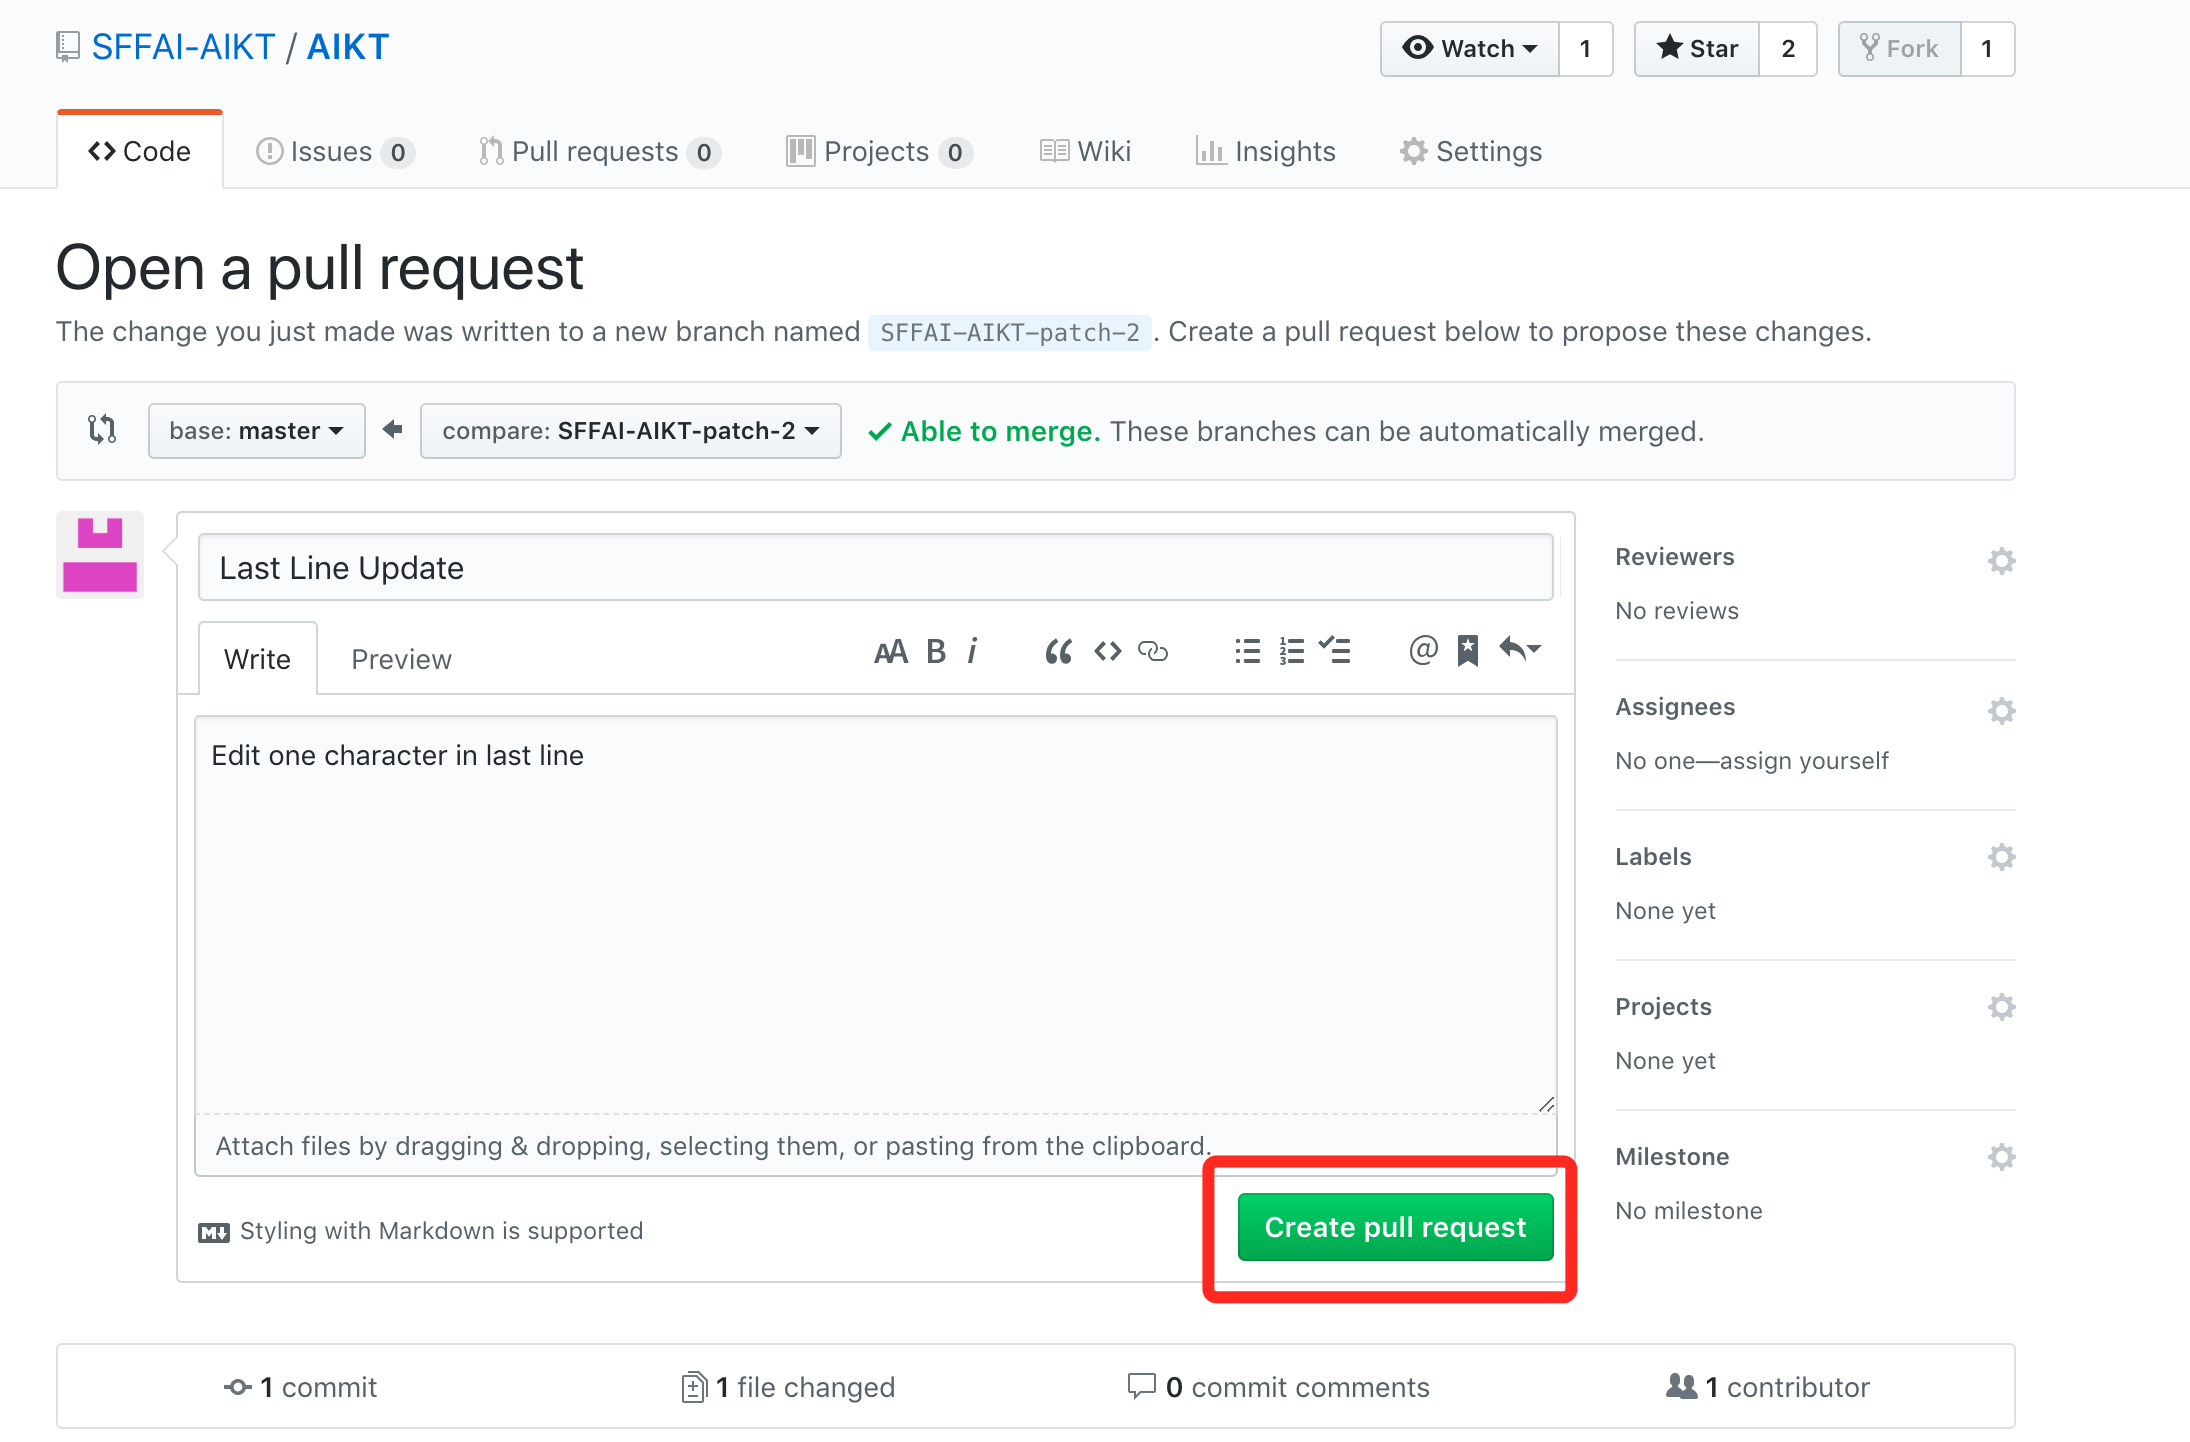 SFFAI-AIKT / AIKT
Watch 1 Star 2 Fork 1
Code Issues 0 Pull requests 0 Projects 0 Wiki Insights Settings
Open a pull request
The change you just made was written to a new branch named SFFAI-AIKT-patch-2. Create a pull request below to propose these changes.
base: master compare: SFFAI-AIKT-patch-2 Able to merge. These branches can be automatically merged.
Last Line Update
Write Preview AA B i “ <> @
Edit one character in last line
Attach files by dragging & dropping, selecting them, or pasting from the clipboard.
M Styling with Markdown is supported
Create pull request
Reviewers
No reviews
Assignees
No one—assign yourself
Labels
None yet
Projects
None yet
Milestone
No milestone
1 commit 1 file changed 0 commit comments 1 contributor